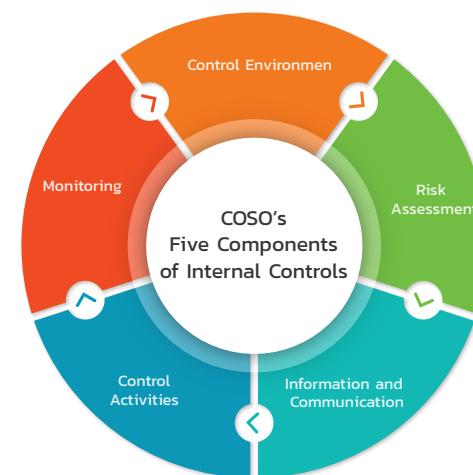 Control Environmen
Risk
Assessment
Information and
Communication
Control
Activities
Monitoring
COSO's
Five Components
of Internal Controls